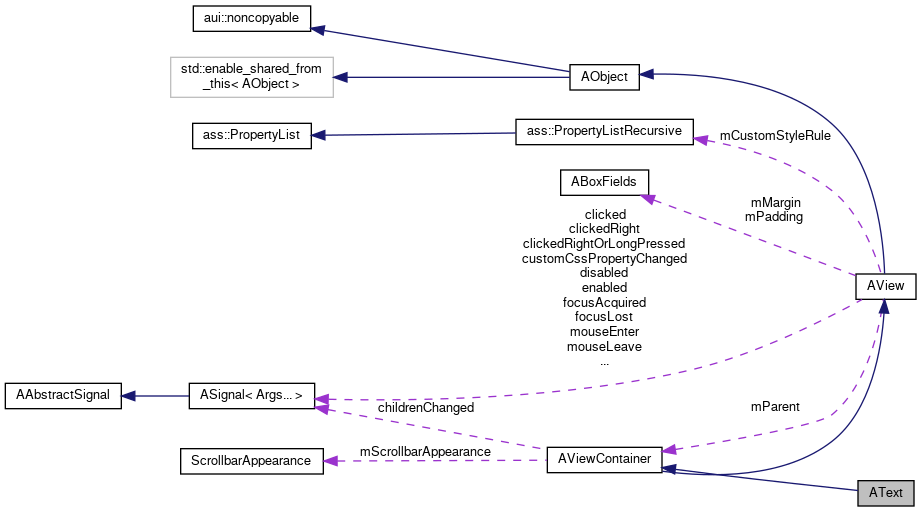 aui::noncopyable
std::enable_shared_from
_this< AObject >
AObject
ass::PropertyList
ass::PropertyListRecursive
mCustomStyleRule
ABoxFields
mMargin
mPadding
clicked
clickedRight
clickedRightOrLongPressed
customCssPropertyChanged
disabled
enabled
focusAcquired
focusLost
mouseEnter
mouseLeave
...
AView
AAbstractSignal
ASignal< Args... >
childrenChanged
mParent
ScrollbarAppearance
mScrollbarAppearance
AViewContainer
AText